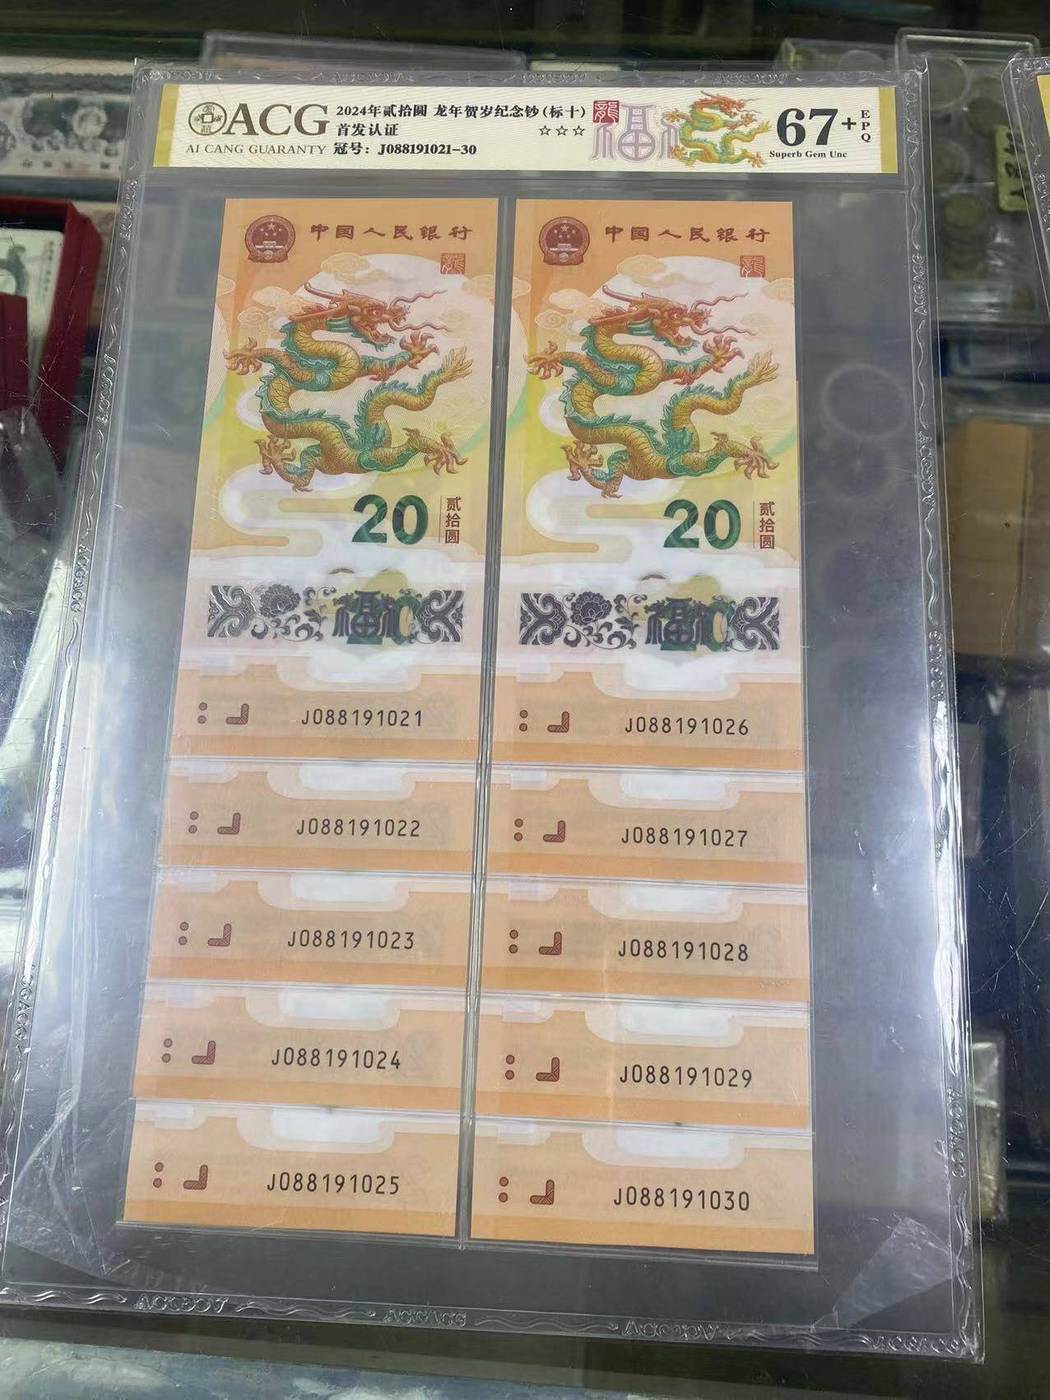 ACG
AI CANG GUARANTY
2024年贰拾圆 龙年贺岁纪念钞(标十)
首发认证 ☆☆☆
冠号: J088191021-30
龍
福
67+
EPQ
Superb Gem Unc
中国人民银行
20
贰拾圆
福
J088191021
J088191022
J088191023
J088191024
J088191025
中国人民银行
20
贰拾圆
福
J088191026
J088191027
J088191028
J088191029
J088191030